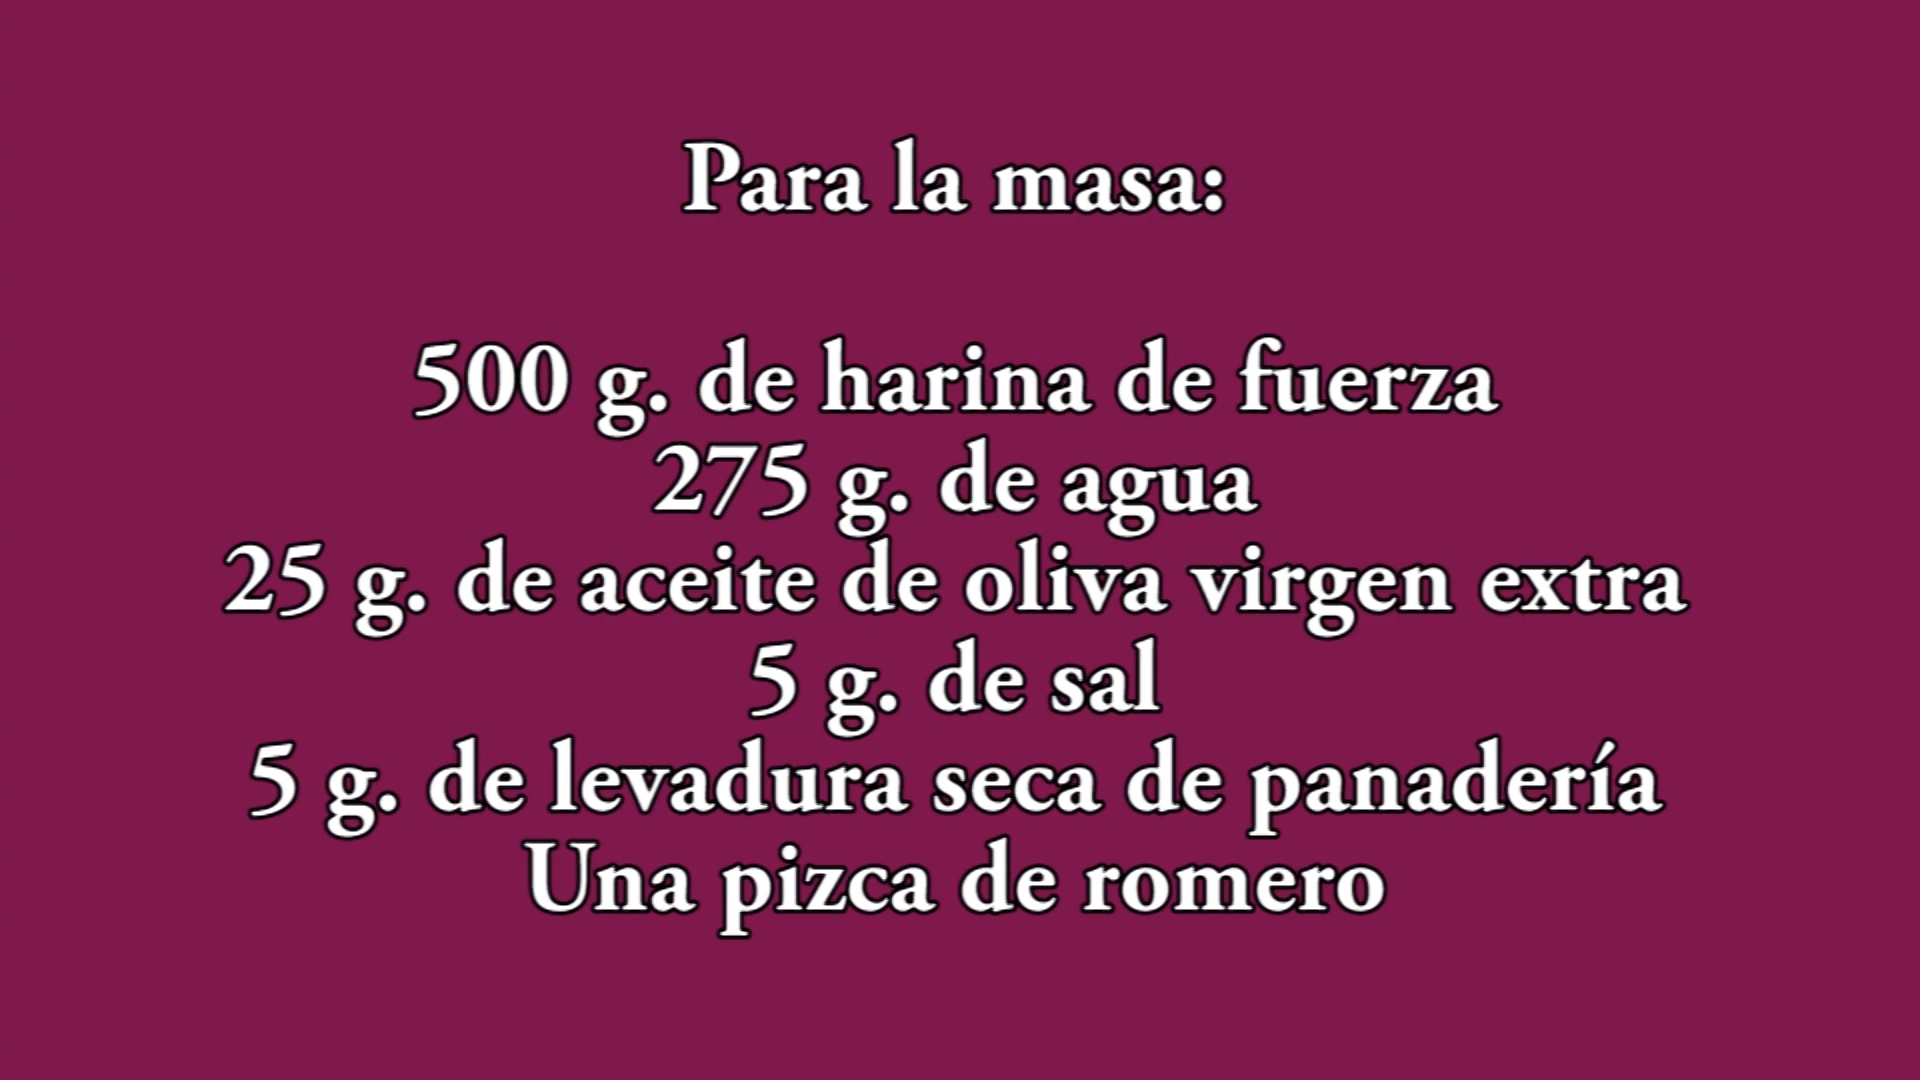 Para la masa:
500 g. de harina de fuerza
275 g. de agua
25 g. de aceite de oliva virgen extra
5 g. de sal
5 g. de levadura seca de panadería
Una pizca de romero